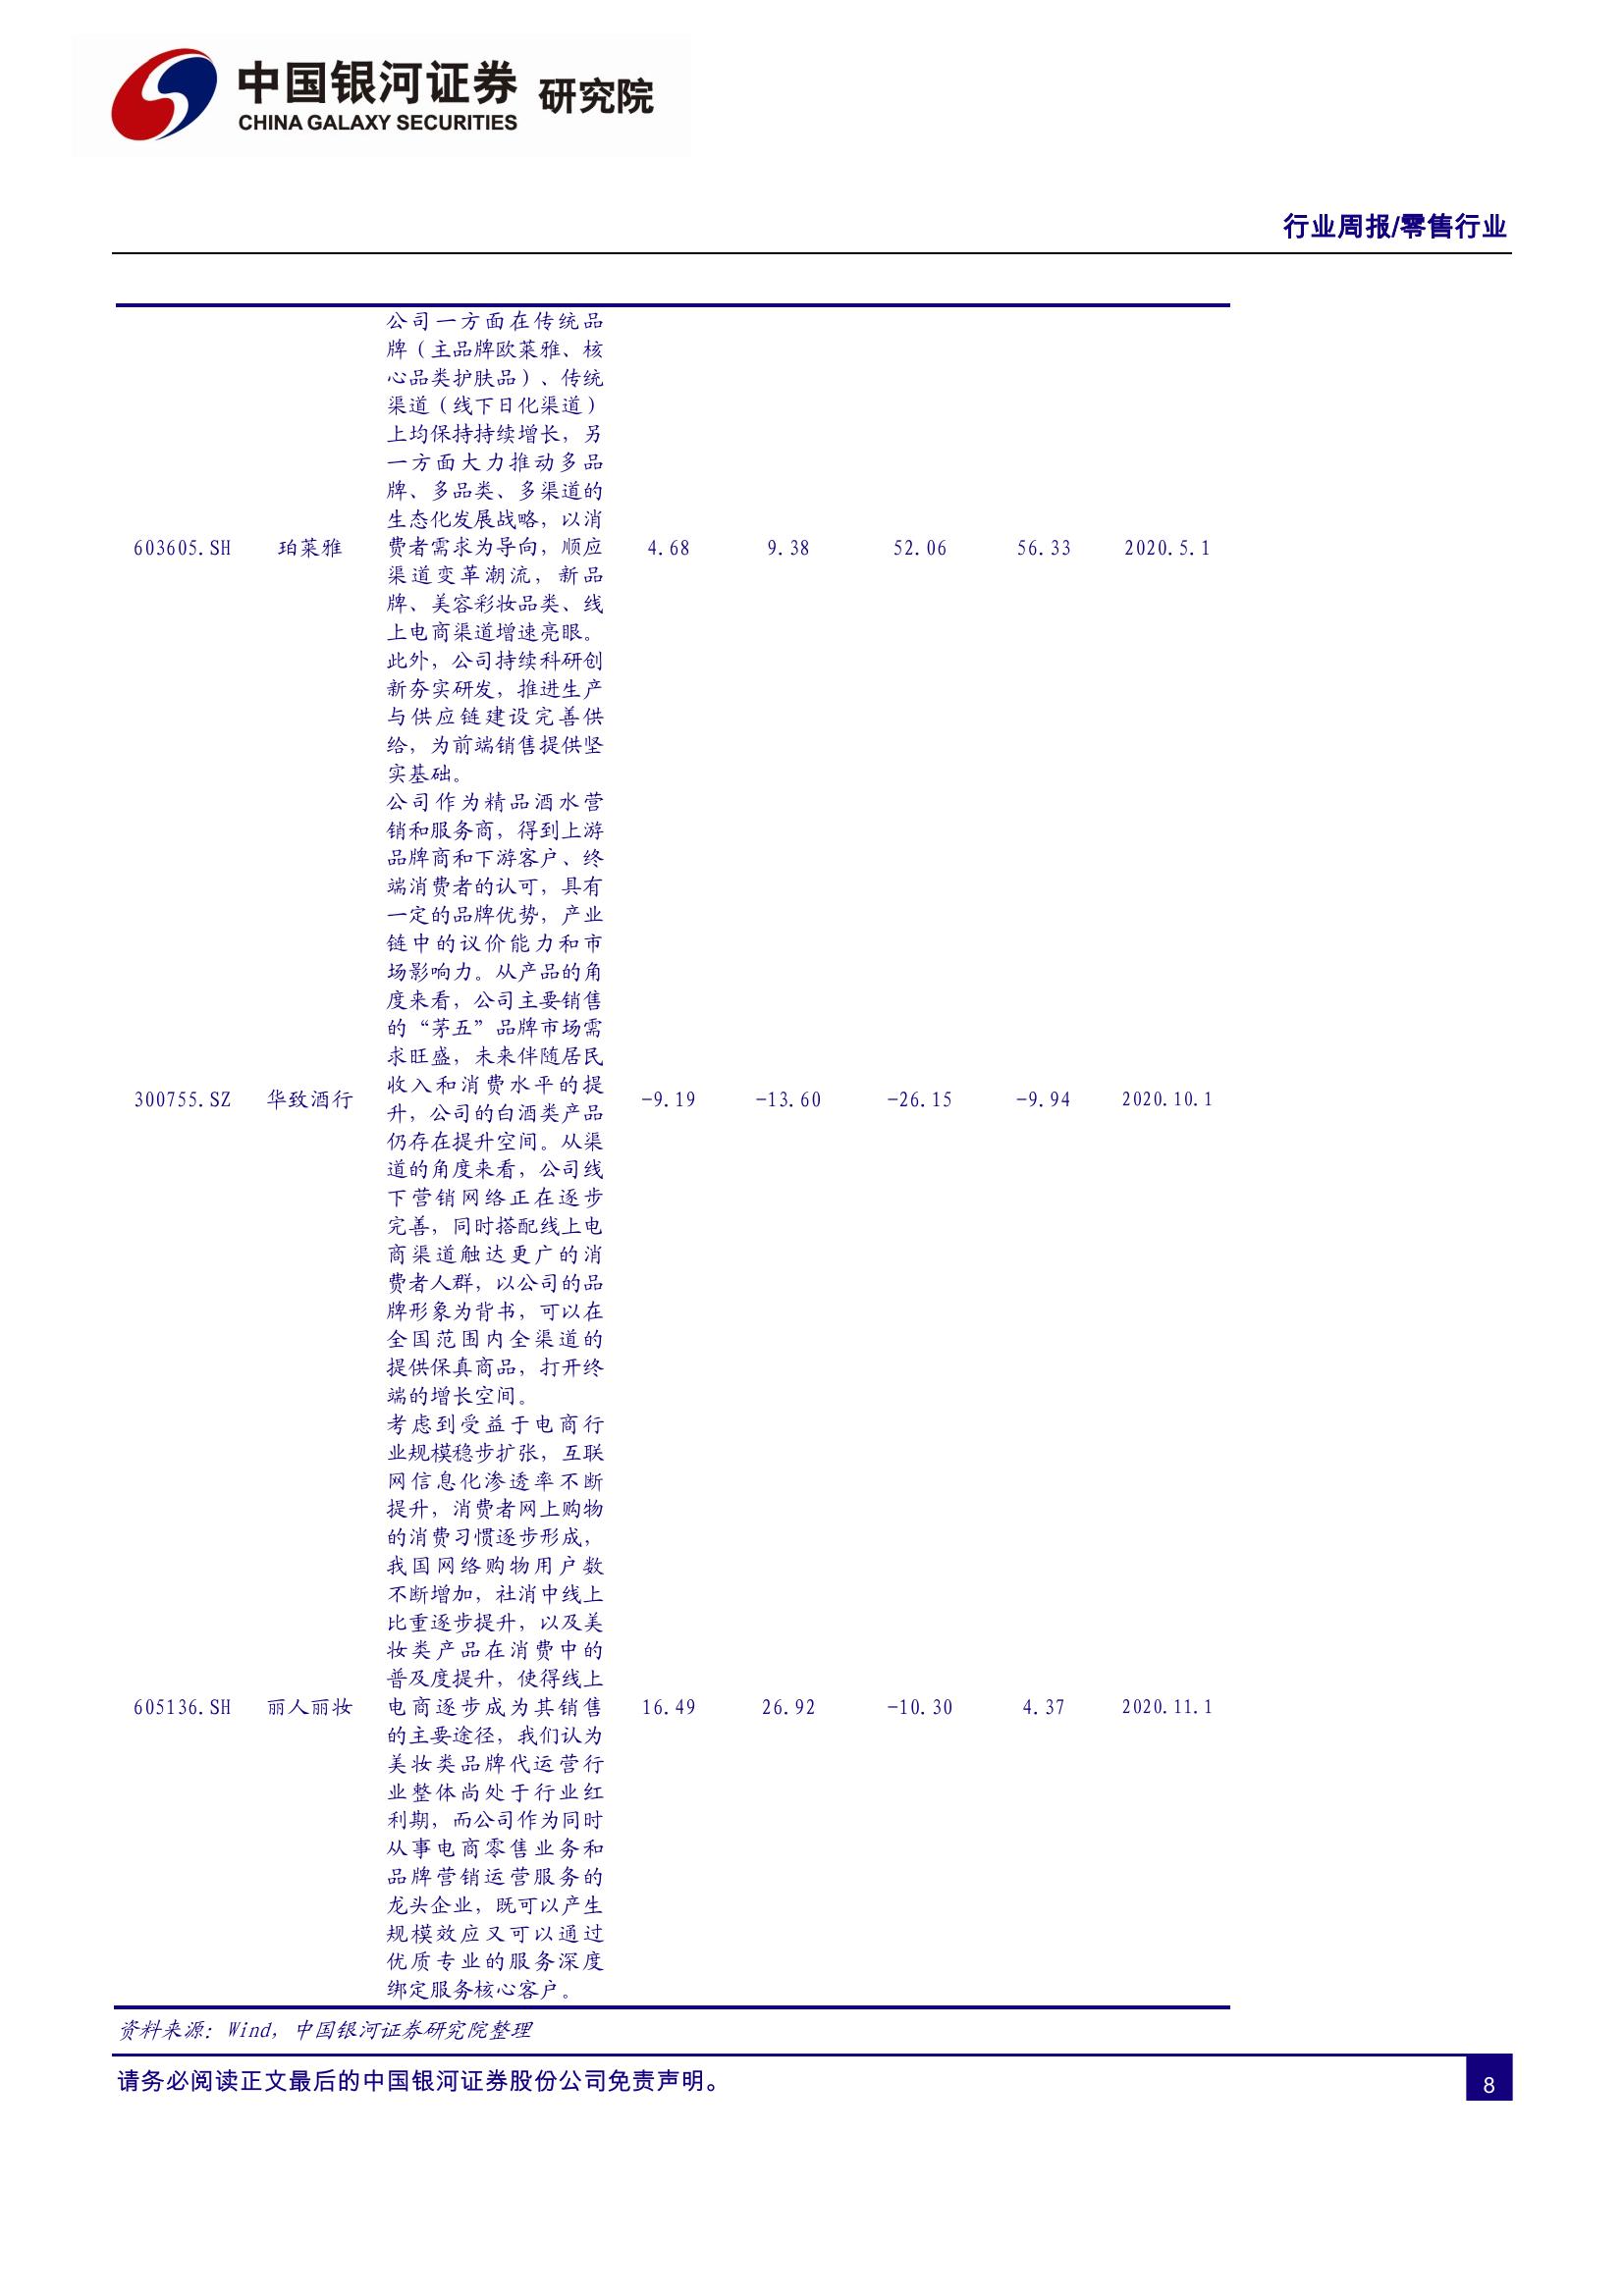 中国银河证券 研究院
CHINA GALAXY SECURITIES
行业周报/零售行业
公司一方面在传统品
牌（主品牌欧莱雅、核
心品类护肤品）、传统
渠道（线下日化渠道）
上均保持持续增长，另
一方面大力推动多品
牌、多品类、多渠道的
生态化发展战略，以消
603605.SH 珀莱雅 费者需求为导向，顺应 4.68 9.38 52.06 56.33 2020.5.1
渠道变革潮流，新品
牌、美容彩妆品类、线
上电商渠道增速亮眼。
此外，公司持续科研创
新夯实研发，推进生产
与供应链建设完善供
给，为前端销售提供坚
实基础。
公司作为精品酒水营
销和服务商，得到上游
品牌商和下游客户、终
端消费者的认可，具有
一定的品牌优势，产业
链中的议价能力和市
场影响力。从产品的角
度来看，公司主要销售
的“茅五”品牌市场需
求旺盛，未来伴随居民
收入和消费水平的提
300755.SZ 华致酒行 升，公司的白酒类产品 -9.19 -13.60 -26.15 -9.94 2020.10.1
仍存在提升空间。从渠
道的角度来看，公司线
下营销网络正在逐步
完善，同时搭配线上电
商渠道触达更广的消
费者人群，以公司的品
牌形象为背书，可以在
全国范围内全渠道的
提供保真商品，打开终
端的增长空间。
考虑到受益于电商行
业规模稳步扩张，互联
网信息化渗透率不断
提升，消费者网上购物
的消费习惯逐步形成，
我国网络购物用户数
不断增加，社消中线上
比重逐步提升，以及美
妆类产品在消费中的
普及度提升，使得线上
605136.SH 丽人丽妆 电商逐步成为其销售 16.49 26.92 -10.30 4.37 2020.11.1
的主要途径，我们认为
美妆类品牌代运营行
业整体尚处于行业红
利期，而公司作为同时
从事电商零售业务和
品牌营销运营服务的
龙头企业，既可以产生
规模效应又可以通过
优质专业的服务深度
绑定服务核心客户。
资料来源：Wind，中国银河证券研究院整理
请务必阅读正文最后的中国银河证券股份公司免责声明。
8